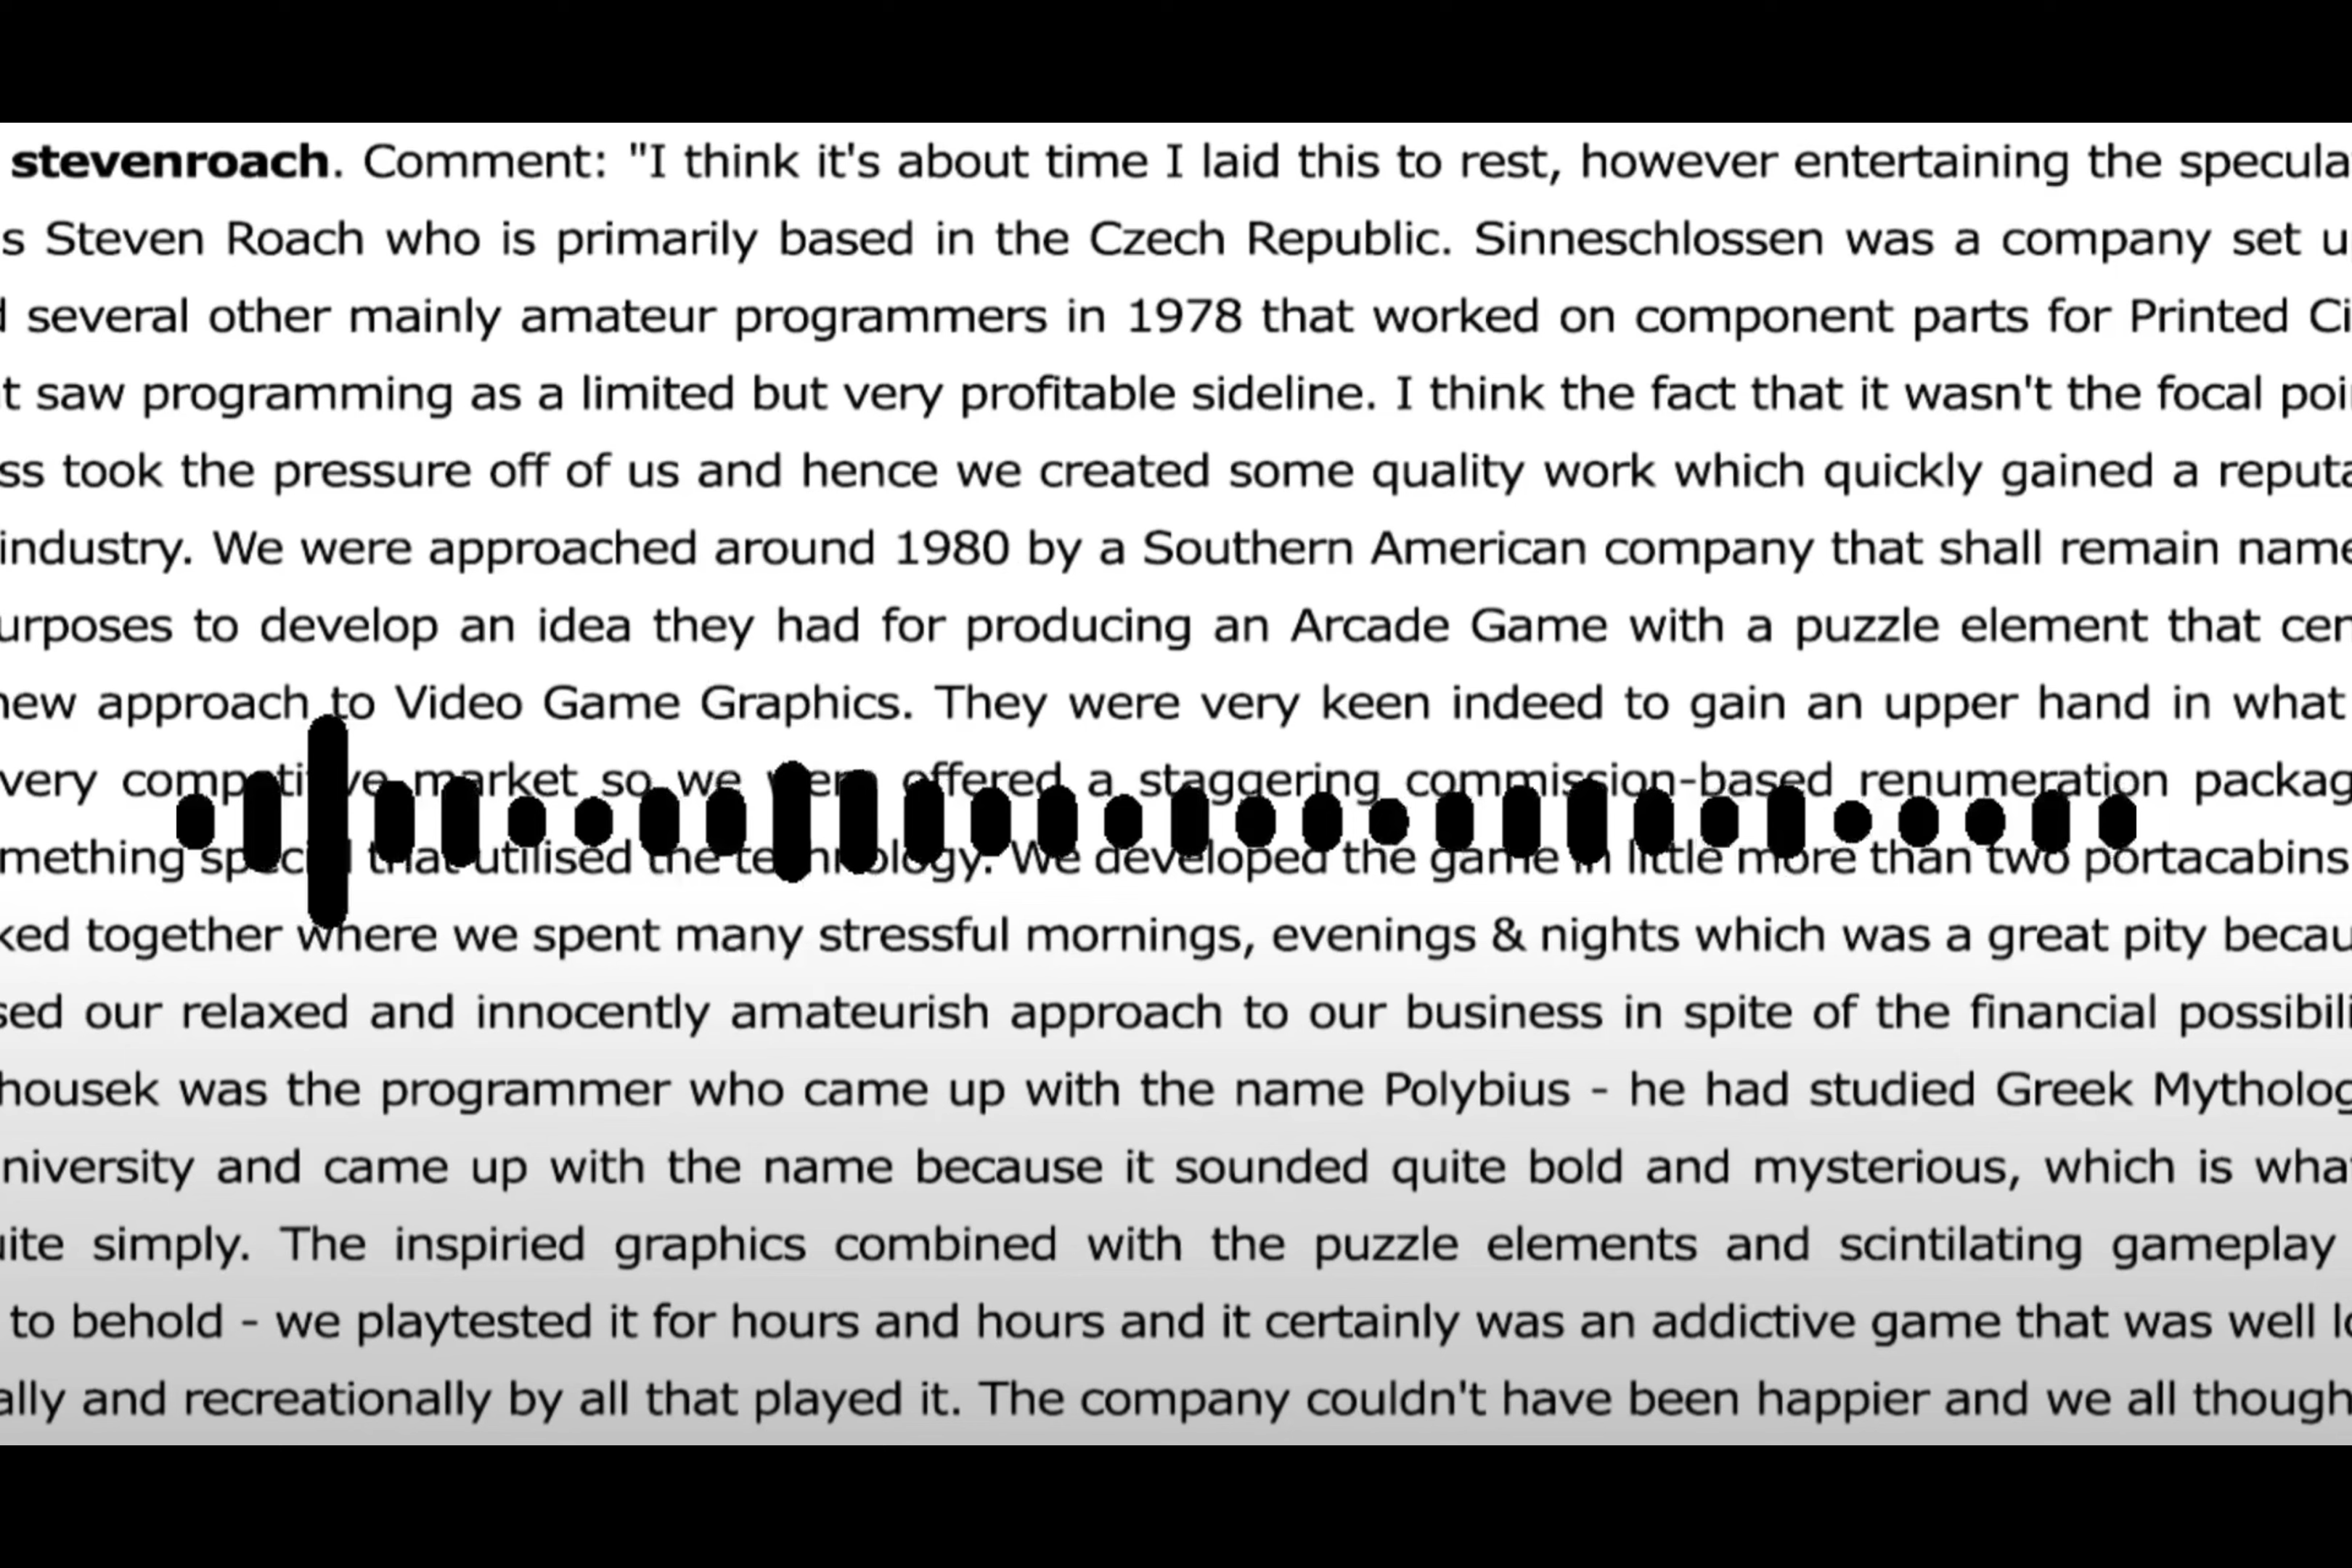 stevenroach. Comment: "I think it's about time I laid this to rest, however entertaining the specula
s Steven Roach who is primarily based in the Czech Republic. Sinneschlossen was a company set u
d several other mainly amateur programmers in 1978 that worked on component parts for Printed Ci
t saw programming as a limited but very profitable sideline. I think the fact that it wasn't the focal poi
ss took the pressure off of us and hence we created some quality work which quickly gained a reputa
industry. We were approached around 1980 by a Southern American company that shall remain name
urposes to develop an idea they had for producing an Arcade Game with a puzzle element that cen
new approach to Video Game Graphics. They were very keen indeed to gain an upper hand in what
very competitive market so we were offered a staggering commission-based renumeration packag
mething special that utilised the technology. We developed the game in little more than two portacabins
ked together where we spent many stressful mornings, evenings & nights which was a great pity becau
sed our relaxed and innocently amateurish approach to our business in spite of the financial possibili
housek was the programmer who came up with the name Polybius - he had studied Greek Mytholog
niversity and came up with the name because it sounded quite bold and mysterious, which is what
uite simply. The inspiried graphics combined with the puzzle elements and scintilating gameplay
to behold - we playtested it for hours and hours and it certainly was an addictive game that was well lo
ally and recreationally by all that played it. The company couldn't have been happier and we all though